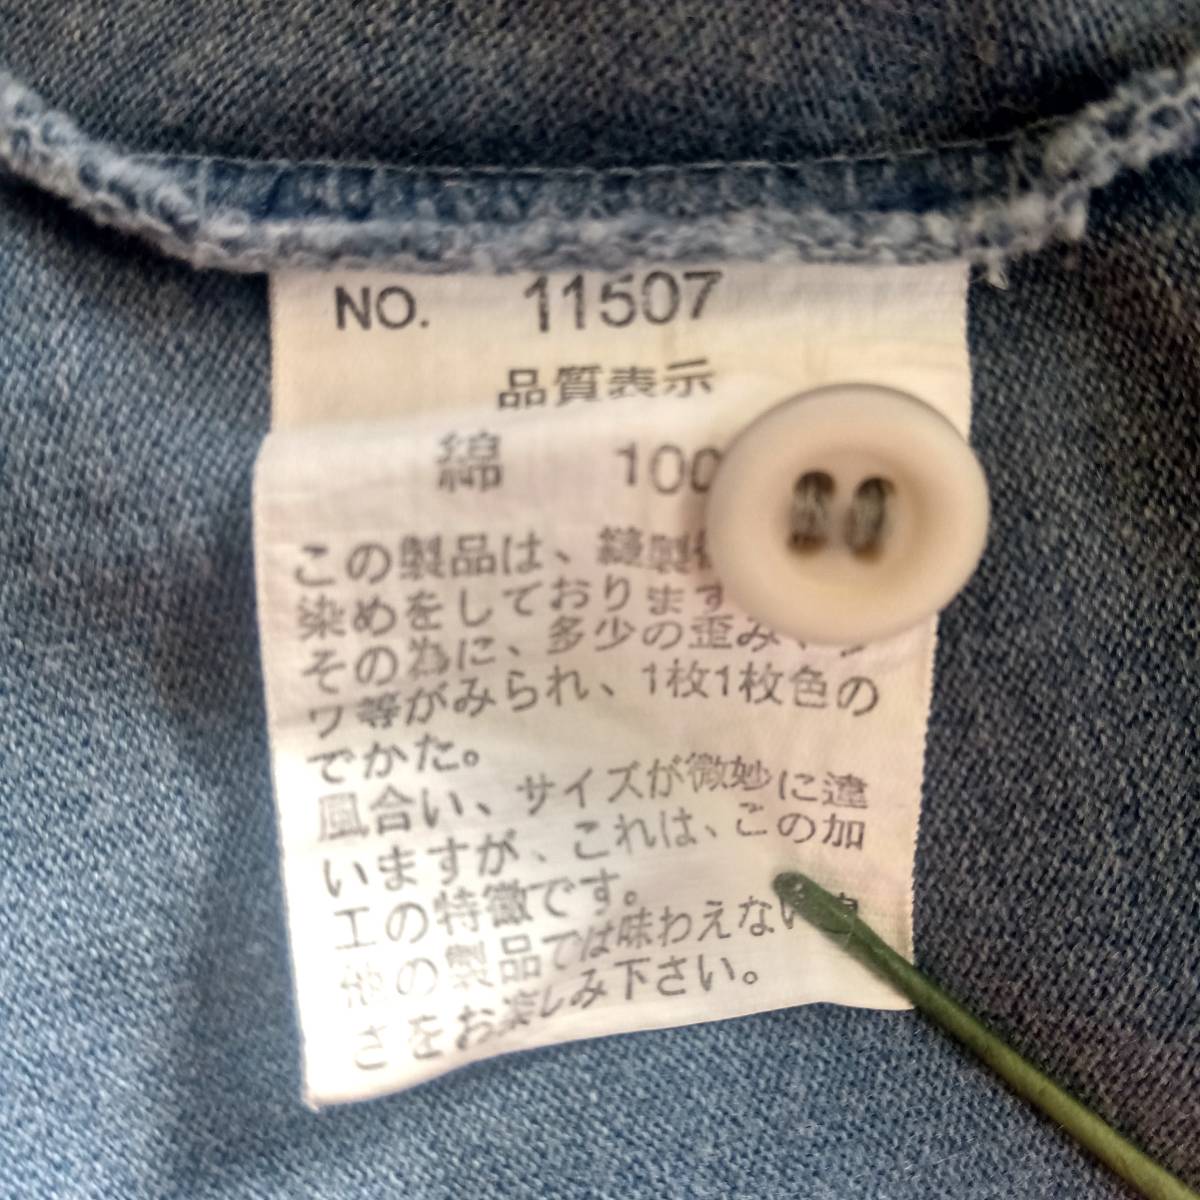 NO. 11507
品質表示
綿 100
この製品は、縫製
染めをしております
その為に、多少の歪み、
ワ等がみられ、1枚1枚色の
でかた。
風合い、サイズが微妙に違
いますが、これは、この加
工の特徴です。
他の製品では味わえない
さをお楽しみ下さい。